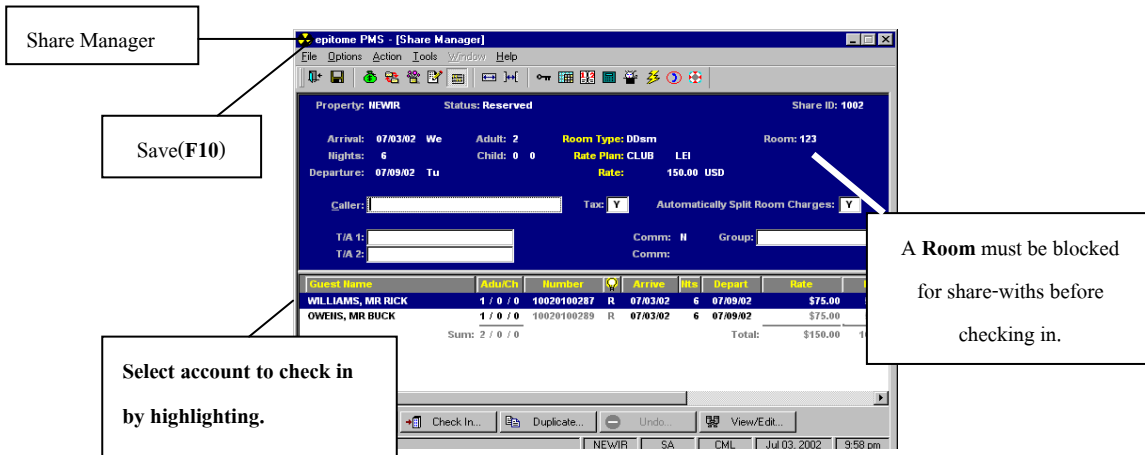 Share Manager
epitome PMS - [Share Manager]
File Options Action Tools Window Help
Property: NEWIR Status: Reserved Share ID: 1002
Arrival: 07/03/02 We Adult: 2 Room Type: DDsm Room: 123
Nights: 6 Child: 0 0 Rate Plan: CLUB LEI
Departure: 07/09/02 Tu Rate: 150.00 USD
Save(F10)
Caller: Tax: Y Automatically Split Room Charges: Y
T/A 1: Comm: N Group:
T/A 2: Comm:
A Room must be blocked
for share-withs before
checking in.
Guest Name Adu/Ch Number Arrive Nts Depart Rate
WILLIAMS, MR RICK 1 / 0 / 0 10020100287 R 07/03/02 6 07/09/02 $75.00
OWENS, MR BUCK 1 / 0 / 0 10020100289 R 07/03/02 6 07/09/02 $75.00
Sum: 2 / 0 / 0 Total: $150.00
Select account to check in
by highlighting.
Check In... Duplicate... Undo... View/Edit...
NEWIR SA CML Jul 03, 2002 9:58 pm